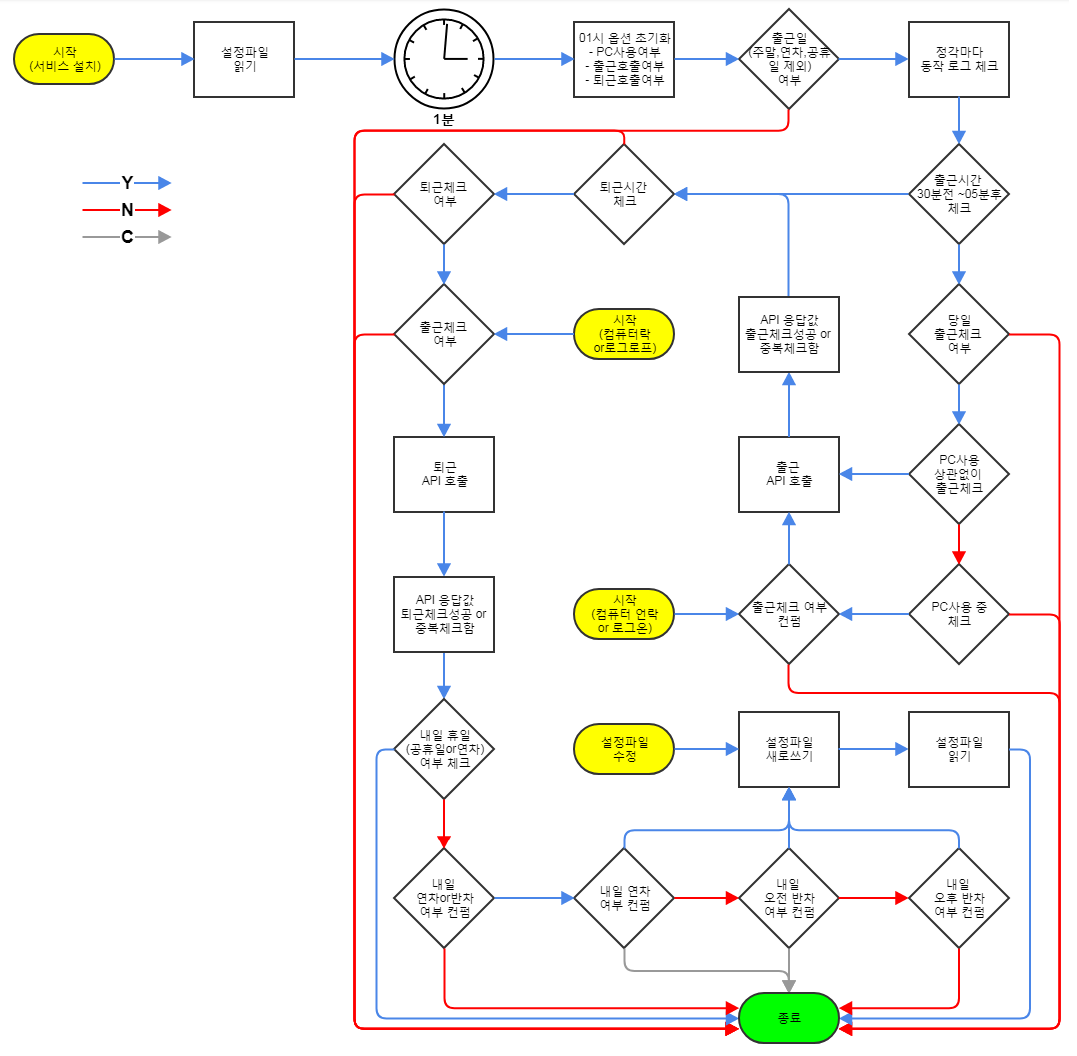 시작
(서비스 설치)
설정파일
읽기
1분
01시 옵션 초기화
- PC사용여부
- 출근호출여부
- 퇴근호출여부
출근일
(주말,연차,공휴
일 제외)
여부
정각마다
동작 로그 체크
Y
N
C
퇴근체크
여부
퇴근시간
체크
출근시간
30분전 ~05분후
체크
출근체크
여부
시작
(컴퓨터락
or로그로프)
API 응답값
출근체크성공 or
중복체크함
당일
출근체크
여부
퇴근
API 호출
출근
API 호출
PC사용
상관없이
출근체크
API 응답값
퇴근체크성공 or
중복체크함
시작
(컴퓨터 언락
or 로그온)
출근체크 여부
컨펌
PC사용 중
체크
내일 휴일
(공휴일or연차)
여부 체크
설정파일
수정
설정파일
새로쓰기
설정파일
읽기
내일
연차or반차
여부 컨펌
내일 연차
여부 컨펌
내일
오전 반차
여부 컨펌
내일
오후 반차
여부 컨펌
종료